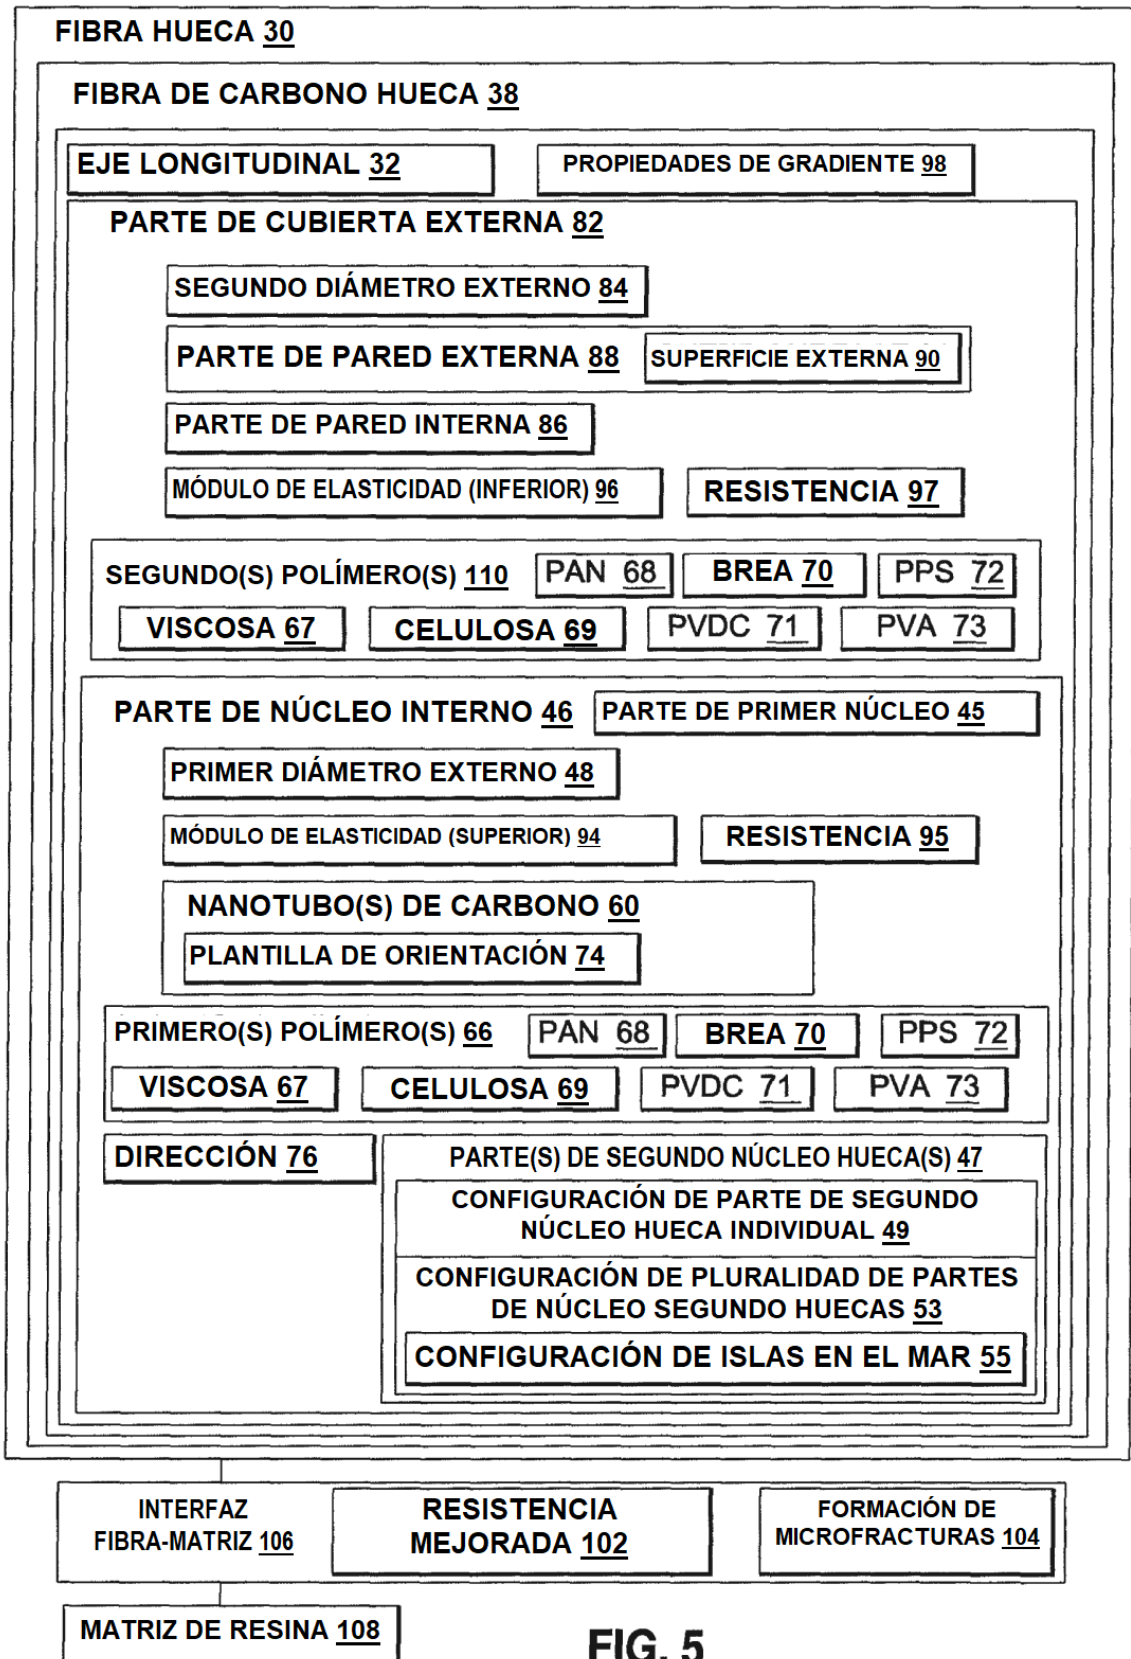 FIBRA HUECA 30
FIBRA DE CARBONO HUECA 38
EJE LONGITUDINAL 32
PROPIEDADES DE GRADIENTE 98
PARTE DE CUBIERTA EXTERNA 82
SEGUNDO DIÁMETRO EXTERNO 84
PARTE DE PARED EXTERNA 88
SUPERFICIE EXTERNA 90
PARTE DE PARED INTERNA 86
MÓDULO DE ELASTICIDAD (INFERIOR) 96
RESISTENCIA 97
SEGUNDO(S) POLÍMERO(S) 110
PAN 68
BREA 70
PPS 72
VISCOSA 67
CELULOSA 69
PVDC 71
PVA 73
PARTE DE NÚCLEO INTERNO 46
PARTE DE PRIMER NÚCLEO 45
PRIMER DIÁMETRO EXTERNO 48
MÓDULO DE ELASTICIDAD (SUPERIOR) 94
RESISTENCIA 95
NANOTUBO(S) DE CARBONO 60
PLANTILLA DE ORIENTACIÓN 74
PRIMERO(S) POLÍMERO(S) 66
PAN 68
BREA 70
PPS 72
VISCOSA 67
CELULOSA 69
PVDC 71
PVA 73
DIRECCIÓN 76
PARTE(S) DE SEGUNDO NÚCLEO HUECA(S) 47
CONFIGURACIÓN DE PARTE DE SEGUNDO
NÚCLEO HUECA INDIVIDUAL 49
CONFIGURACIÓN DE PLURALIDAD DE PARTES
DE NÚCLEO SEGUNDO HUECAS 53
CONFIGURACIÓN DE ISLAS EN EL MAR 55
INTERFAZ
FIBRA-MATRIZ 106
RESISTENCIA
MEJORADA 102
FORMACIÓN DE
MICROFRACTURAS 104
MATRIZ DE RESINA 108
FIG. 5